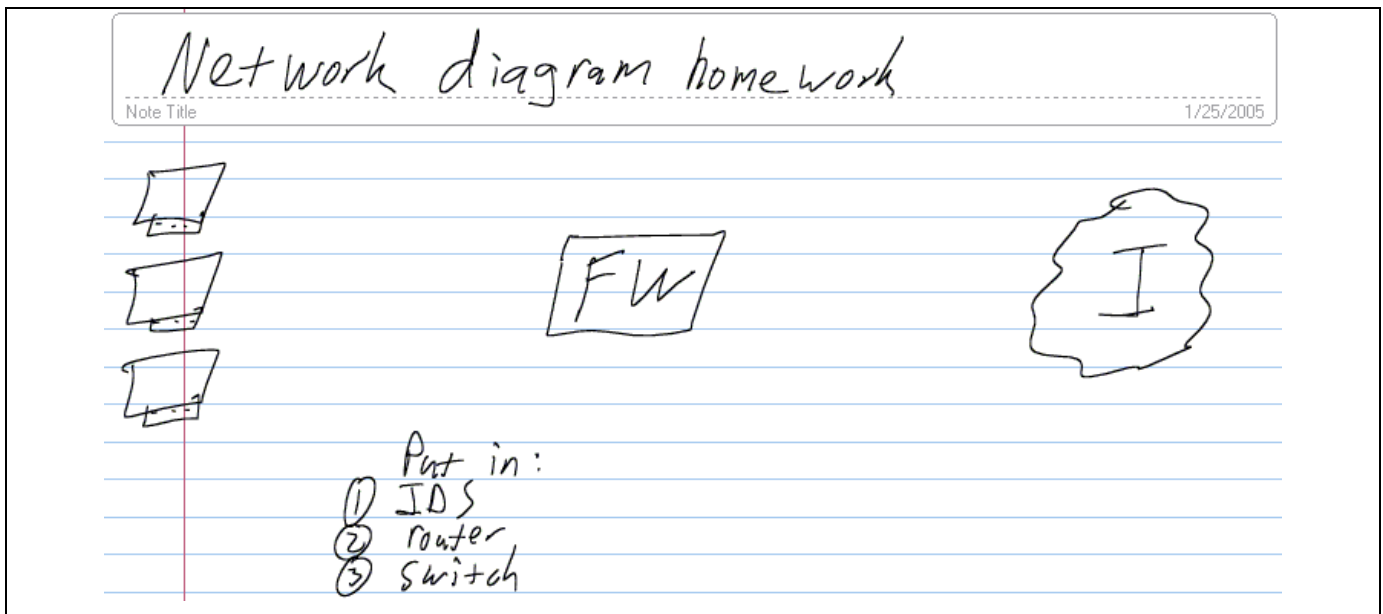 Network diagram homework
Note Title 1/25/2005
FW
I
Put in:
① IDS
② router
③ switch